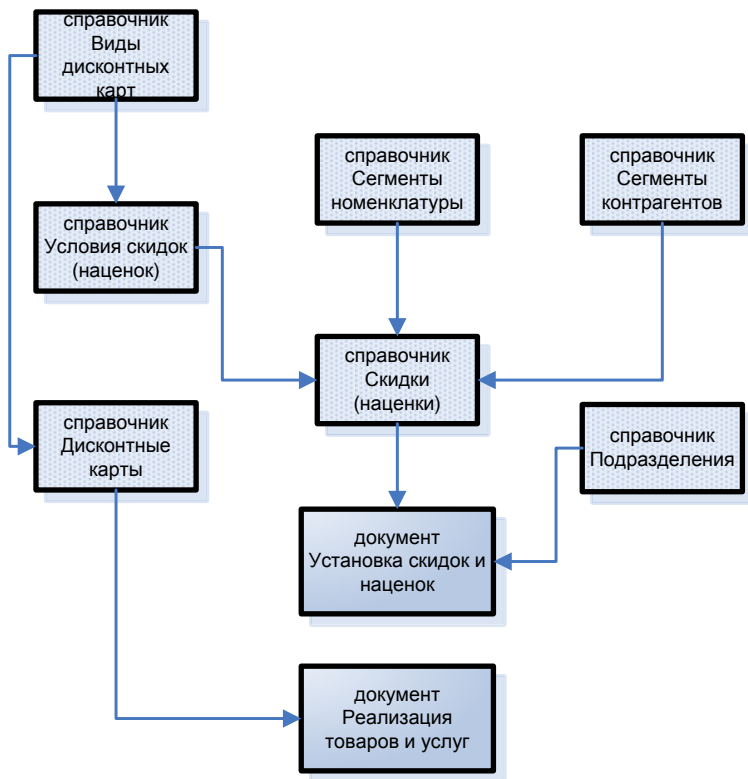 справочник
Виды
дисконтных
карт
справочник
Сегменты
номенклатуры
справочник
Сегменты
контрагентов
справочник
Условия скидок
(наценок)
справочник
Скидки
(наценки)
справочник
Дисконтные
карты
справочник
Подразделения
документ
Установка скидок и
наценок
документ
Реализация
товаров и услуг